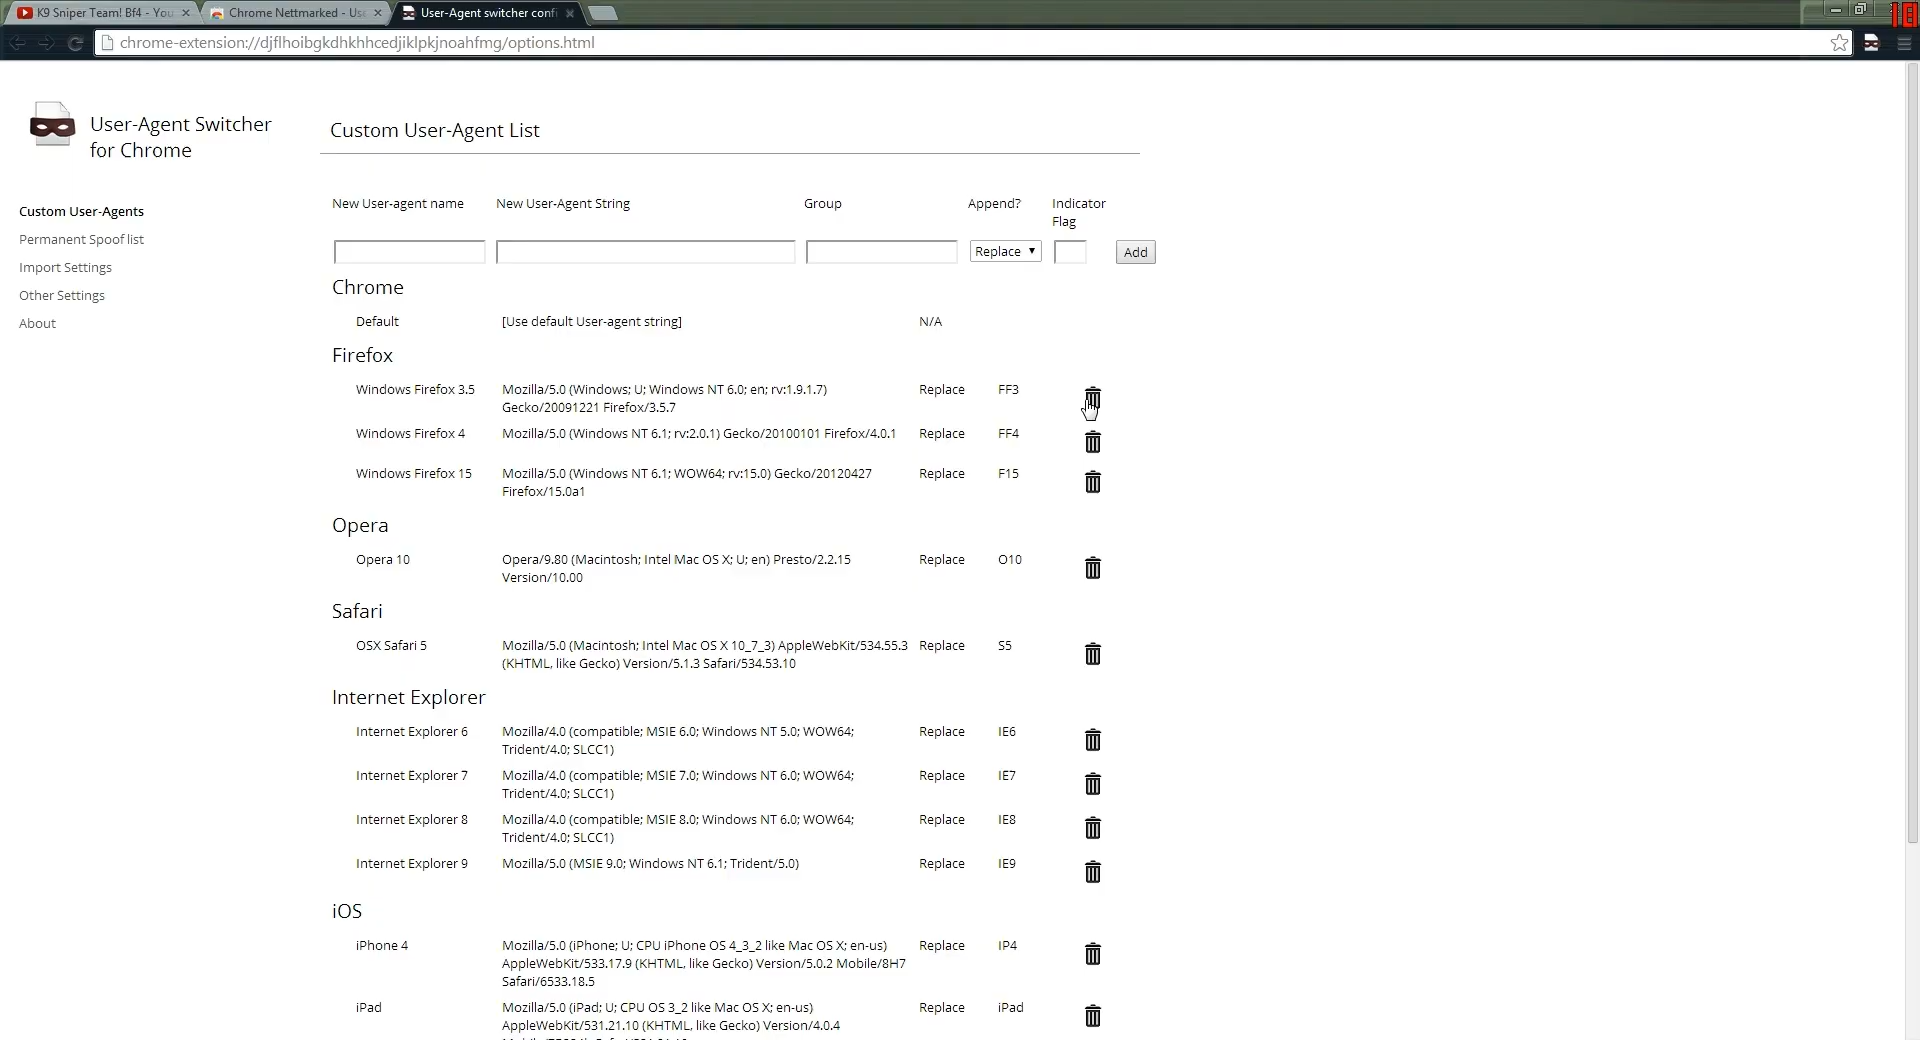 K9 Sniper Team! Bf4 - You
Chrome Nettmarked - Use
User-Agent switcher confi
18
chrome-extension://djflhoibgkdhkhhcedjiklpkjnoahfmg/options.html
User-Agent Switcher
for Chrome
Custom User-Agents
Permanent Spoof list
Import Settings
Other Settings
About
Custom User-Agent List
New User-agent name New User-Agent String Group Append? Indicator
Flag
Replace Add
Chrome
Default [Use default User-agent string] N/A
Firefox
Windows Firefox 3.5 Mozilla/5.0 (Windows; U; Windows NT 6.0; en; rv:1.9.1.7) Replace FF3
Gecko/20091221 Firefox/3.5.7
Windows Firefox 4 Mozilla/5.0 (Windows NT 6.1; rv:2.0.1) Gecko/20100101 Firefox/4.0.1 Replace FF4
Windows Firefox 15 Mozilla/5.0 (Windows NT 6.1; WOW64; rv:15.0) Gecko/20120427 Replace F15
Firefox/15.0a1
Opera
Opera 10 Opera/9.80 (Macintosh; Intel Mac OS X; U; en) Presto/2.2.15 Replace O10
Version/10.00
Safari
OSX Safari 5 Mozilla/5.0 (Macintosh; Intel Mac OS X 10_7_3) AppleWebKit/534.55.3 Replace S5
(KHTML, like Gecko) Version/5.1.3 Safari/534.53.10
Internet Explorer
Internet Explorer 6 Mozilla/4.0 (compatible; MSIE 6.0; Windows NT 5.0; WOW64; Replace IE6
Trident/4.0; SLCC1)
Internet Explorer 7 Mozilla/4.0 (compatible; MSIE 7.0; Windows NT 6.0; WOW64; Replace IE7
Trident/4.0; SLCC1)
Internet Explorer 8 Mozilla/4.0 (compatible; MSIE 8.0; Windows NT 6.0; WOW64; Replace IE8
Trident/4.0; SLCC1)
Internet Explorer 9 Mozilla/5.0 (MSIE 9.0; Windows NT 6.1; Trident/5.0) Replace IE9
iOS
iPhone 4 Mozilla/5.0 (iPhone; U; CPU iPhone OS 4_3_2 like Mac OS X; en-us) Replace IP4
AppleWebKit/533.17.9 (KHTML, like Gecko) Version/5.0.2 Mobile/8H7
Safari/6533.18.5
iPad Mozilla/5.0 (iPad; U; CPU OS 3_2 like Mac OS X; en-us) Replace iPad
AppleWebKit/531.21.10 (KHTML, like Gecko) Version/4.0.4